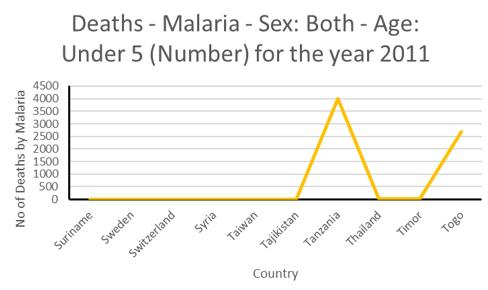 Deaths - Malaria - Sex: Both - Age:
Under 5 (Number) for the year 2011
No of Deaths by Malaria
4500
4000
3500
3000
2500
2000
1500
1000
500
0
Suriname
Sweden
Switzerland
Syria
Taiwan
Tajikistan
Tanzania
Thailand
Timor
Togo
Country